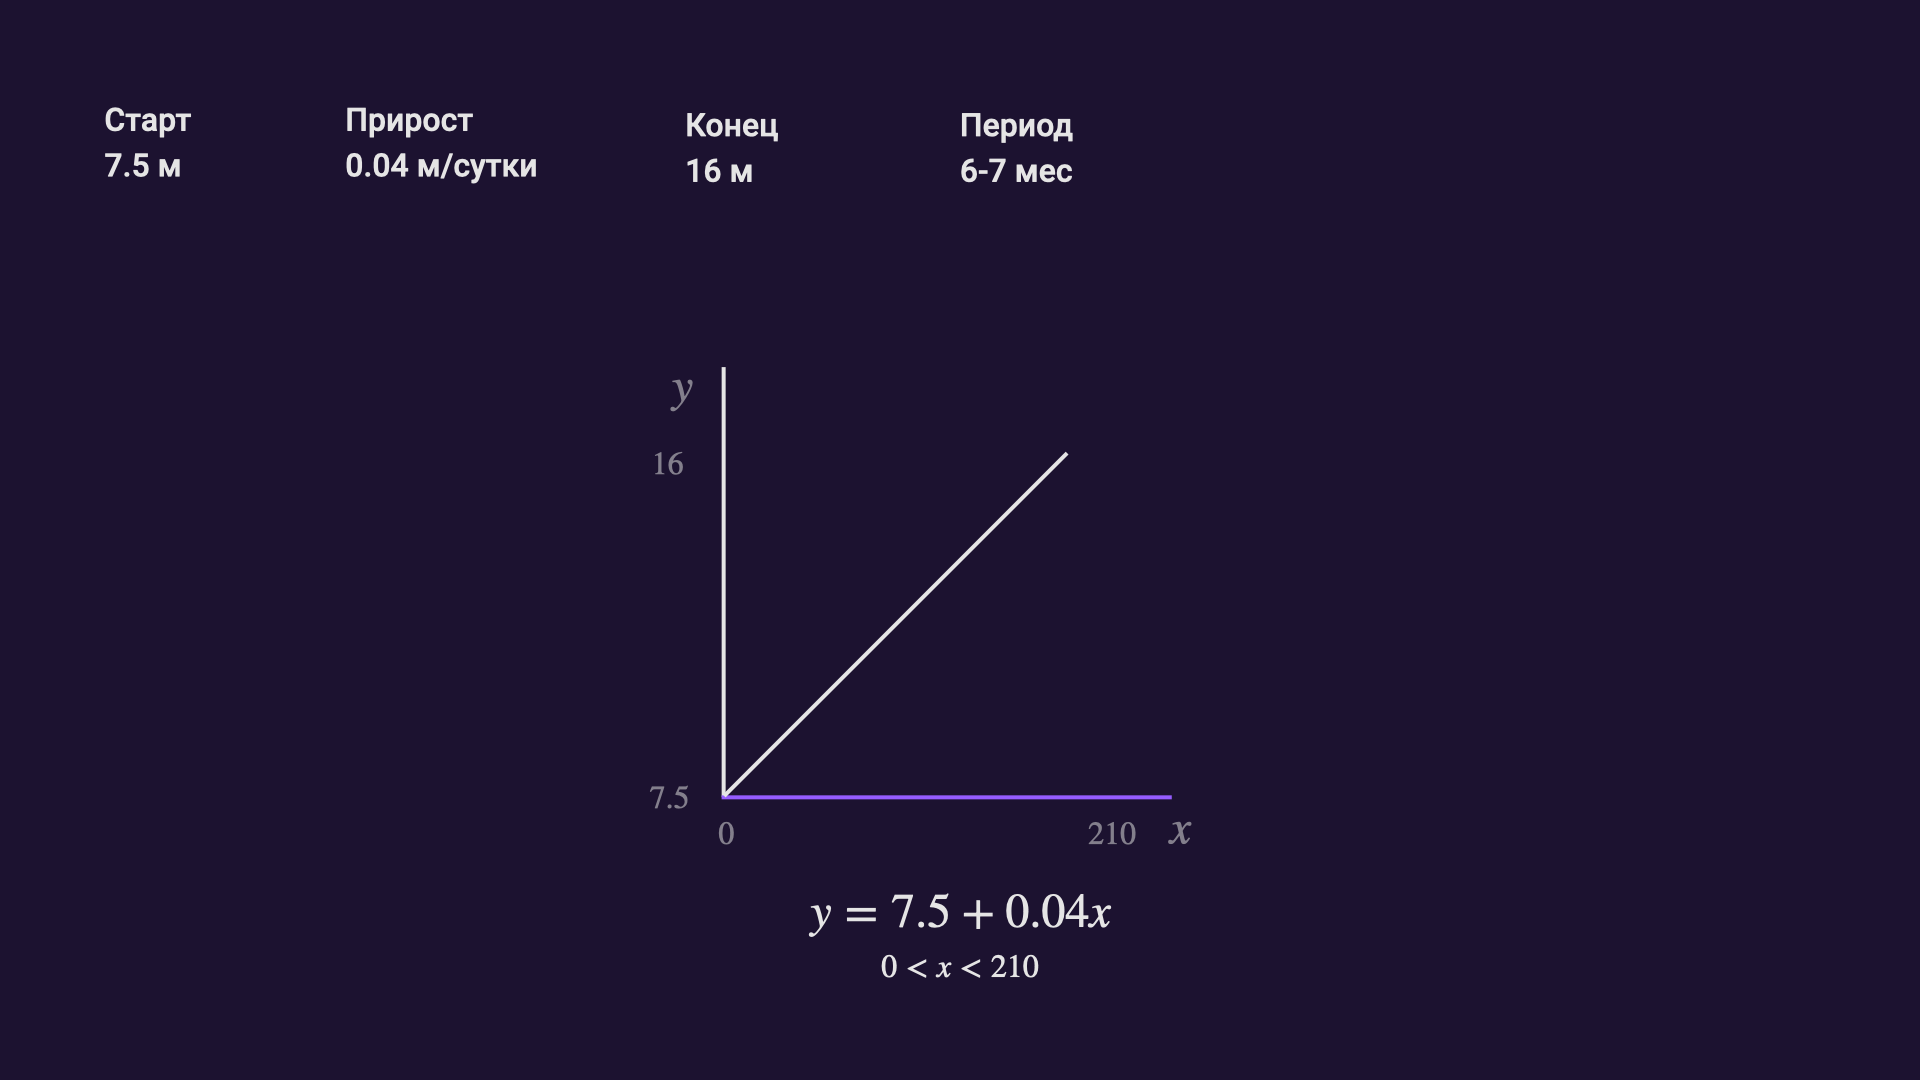 Старт
7.5 м
Прирост
0.04 м/сутки
Конец
16 м
Период
6-7 мес
y
16
7.5
0
210
x
y = 7.5 + 0.04x
0 < x < 210